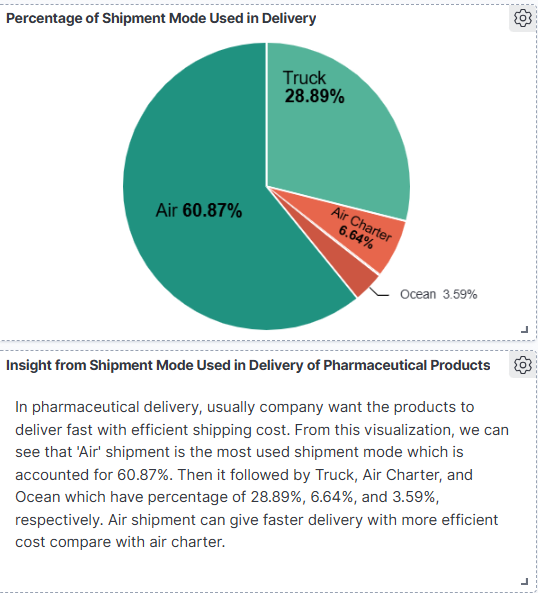 Percentage of Shipment Mode Used in Delivery
Truck
28.89%
Air 60.87%
Air Charter
6.64%
Ocean 3.59%
Insight from Shipment Mode Used in Delivery of Pharmaceutical Products
In pharmaceutical delivery, usually company want the products to
deliver fast with efficient shipping cost. From this visualization, we can
see that 'Air' shipment is the most used shipment mode which is
accounted for 60.87%. Then it followed by Truck, Air Charter, and
Ocean which have percentage of 28.89%, 6.64%, and 3.59%,
respectively. Air shipment can give faster delivery with more efficient
cost compare with air charter.